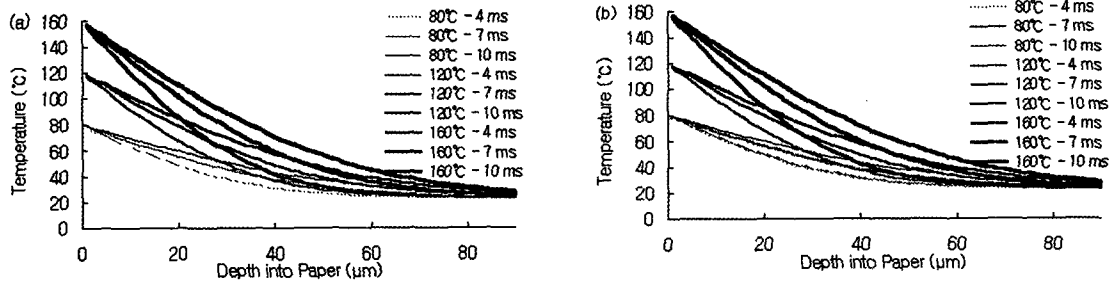 (a)
Temperature (℃)
160
140
120
100
80
60
40
20
0
0 20 40 60 80
Depth into Paper (μm)
80℃ - 4 ms
80℃ - 7 ms
80℃ - 10 ms
120℃ - 4 ms
120℃ - 7 ms
120℃ - 10 ms
160℃ - 4 ms
160℃ - 7 ms
160℃ - 10 ms
(b)
Temperature (℃)
160
140
120
100
80
60
40
20
0
0 20 40 60 80
Depth into Paper (μm)
80℃ - 4 ms
80℃ - 7 ms
80℃ - 10 ms
120℃ - 4 ms
120℃ - 7 ms
120℃ - 10 ms
160℃ - 4 ms
160℃ - 7 ms
160℃ - 10 ms